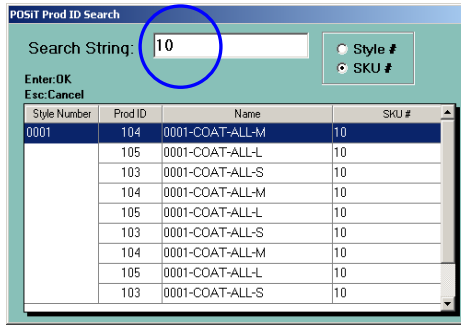 POSiT Prod ID Search
Search String: 10
Style #
SKU #
Enter:OK
Esc:Cancel
Style Number Prod ID Name SKU #
0001 104 0001-COAT-ALL-M 10
105 0001-COAT-ALL-L 10
103 0001-COAT-ALL-S 10
104 0001-COAT-ALL-M 10
105 0001-COAT-ALL-L 10
103 0001-COAT-ALL-S 10
104 0001-COAT-ALL-M 10
105 0001-COAT-ALL-L 10
103 0001-COAT-ALL-S 10